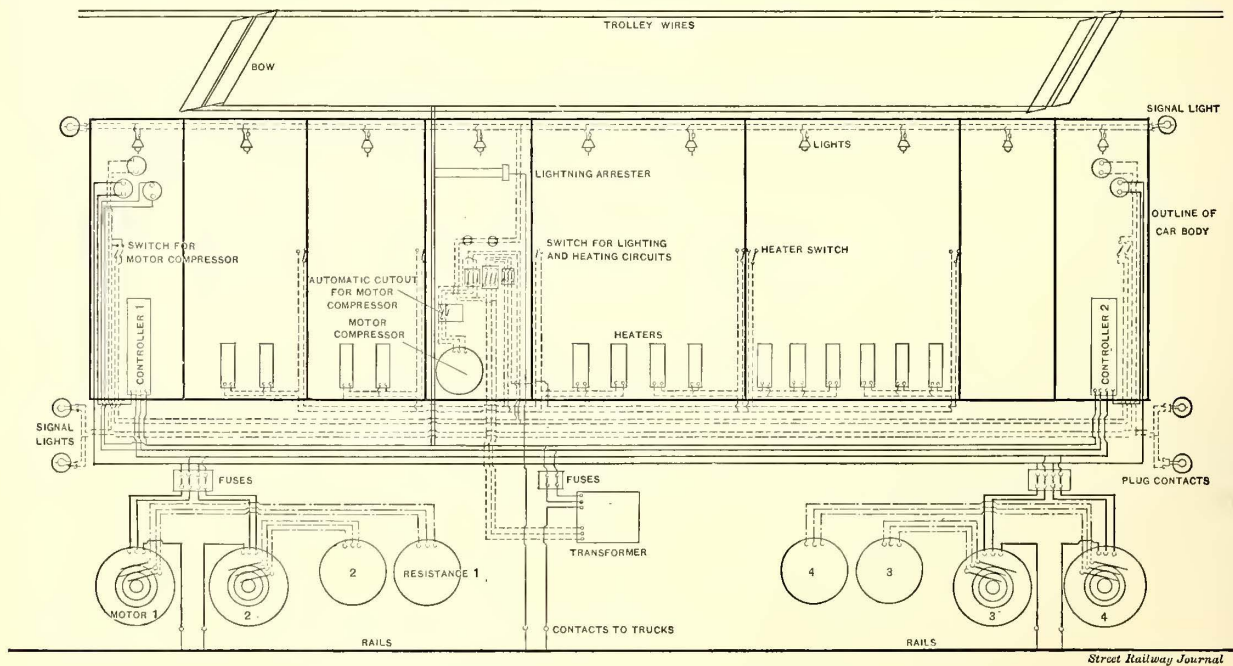 TROLLEY WIRES
BOW
SIGNAL LIGHT
LIGHTS
LIGHTNING ARRESTER
OUTLINE OF
CAR BODY
SWITCH FOR
MOTOR COMPRESSOR
SWITCH FOR LIGHTING
AND HEATING CIRCUITS
HEATER SWITCH
AUTOMATIC CUTOUT
FOR MOTOR
COMPRESSOR
MOTOR
COMPRESSOR
HEATERS
CONTROLLER 1
CONTROLLER 2
SIGNAL
LIGHTS
FUSES
FUSES
PLUG CONTACTS
TRANSFORMER
2
RESISTANCE 1
4
3
MOTOR 1
2
3
4
CONTACTS TO TRUCKS
RAILS
RAILS
Street Railway Journal